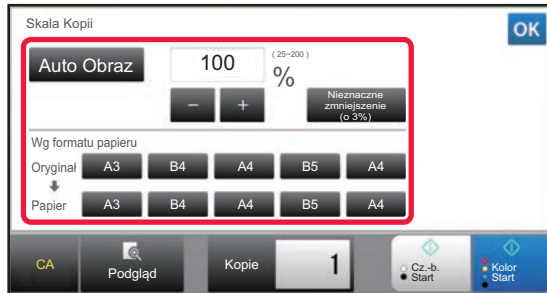 Skala Kopii
OK
Auto Obraz
100
(25~200)
%
−
+
Nieznaczne
zmniejszenie
(o 3%)
Wg formatu papieru
Oryginał
A3 B4 A4 B5 A4
Papier
A3 B4 A4 B5 A4
CA
Podgląd
Kopie
1
Cz.-b.
Start
Kolor
Start